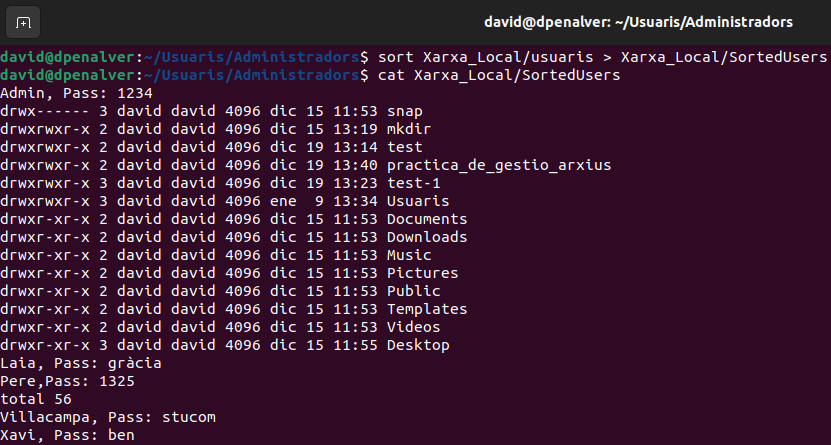 david@dpenalver: ~/Usuaris/Administradors
david@dpenalver:~/Usuaris/Administradors$ sort Xarxa_Local/usuaris > Xarxa_Local/SortedUsers
david@dpenalver:~/Usuaris/Administradors$ cat Xarxa_Local/SortedUsers
Admin, Pass: 1234
drwx------ 3 david david 4096 dic 15 11:53 snap
drwxrwxr-x 2 david david 4096 dic 15 13:19 mkdir
drwxrwxr-x 2 david david 4096 dic 19 13:14 test
drwxrwxr-x 2 david david 4096 dic 19 13:40 practica_de_gestio_arxius
drwxrwxr-x 3 david david 4096 dic 19 13:23 test-1
drwxrwxr-x 3 david david 4096 ene  9 13:34 Usuaris
drwxr-xr-x 2 david david 4096 dic 15 11:53 Documents
drwxr-xr-x 2 david david 4096 dic 15 11:53 Downloads
drwxr-xr-x 2 david david 4096 dic 15 11:53 Music
drwxr-xr-x 2 david david 4096 dic 15 11:53 Pictures
drwxr-xr-x 2 david david 4096 dic 15 11:53 Public
drwxr-xr-x 2 david david 4096 dic 15 11:53 Templates
drwxr-xr-x 2 david david 4096 dic 15 11:53 Videos
drwxr-xr-x 3 david david 4096 dic 15 11:55 Desktop
Laia, Pass: gràcia
Pere,Pass: 1325
total 56
Villacampa, Pass: stucom
Xavi, Pass: ben